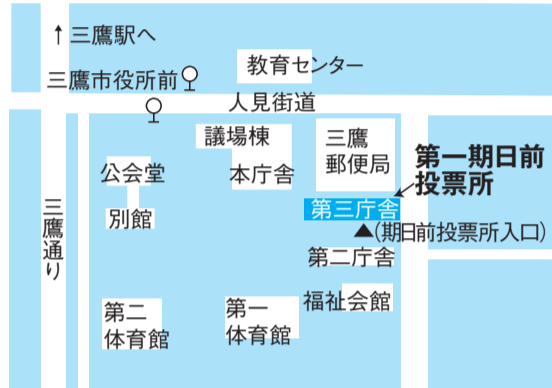 ↑三鷹駅へ
三鷹市役所前
教育センター
人見街道
議場棟
本庁舎
三鷹
郵便局
第一期日前
投票所
公会堂
別館
第三庁舎
▲(期日前投票所入口)
第二庁舎
三鷹通り
福祉会館
第二
体育館
第一
体育館